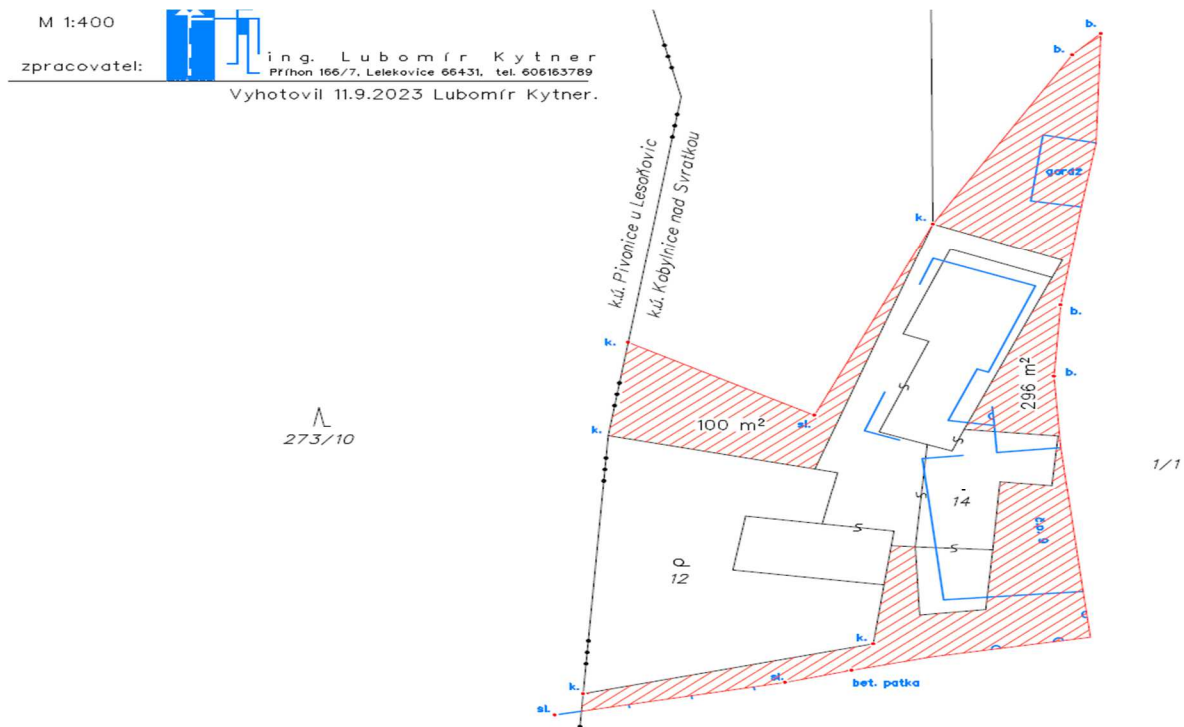 M 1:400
zpracovatel:
ing. Lubomír Kytner
Příhon 166/7, Lelekovice 66431, tel. 606163789
Vyhotovil 11.9.2023 Lubomír Kytner.
b.
b.
k.ú. Pivonice u Lesoňovic
k.ú. Kobylnice nad Svratkou
garáž
k.
b.
k.
b.
296 m²
100 m²
sl.
k.
273/10
1/1
14
12
k.
k.
sl.
sl.
bet. patka